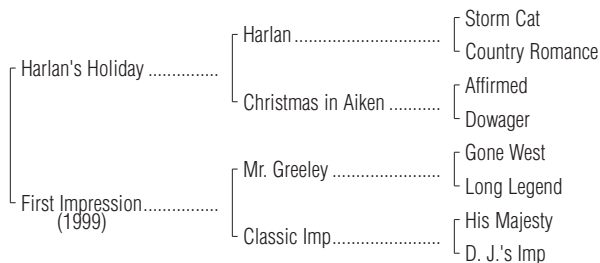 Storm Cat
Harlan ..............................
Country Romance
Harlan's Holiday ...............
Affirmed
Christmas in Aiken ...........
Dowager
Gone West
Mr. Greeley .......................
Long Legend
First Impression................
(1999)
His Majesty
Classic Imp.......................
D. J.'s Imp